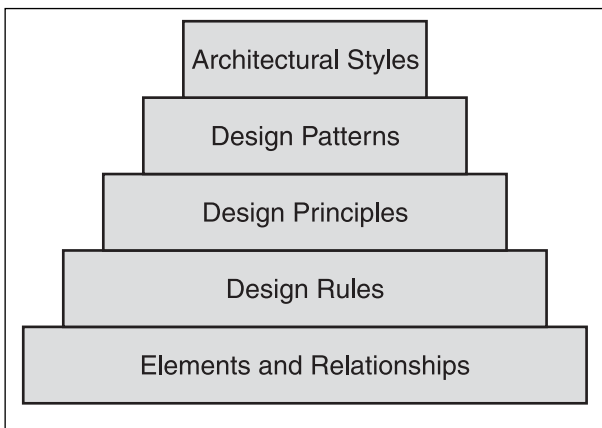 Architectural Styles
Design Patterns
Design Principles
Design Rules
Elements and Relationships